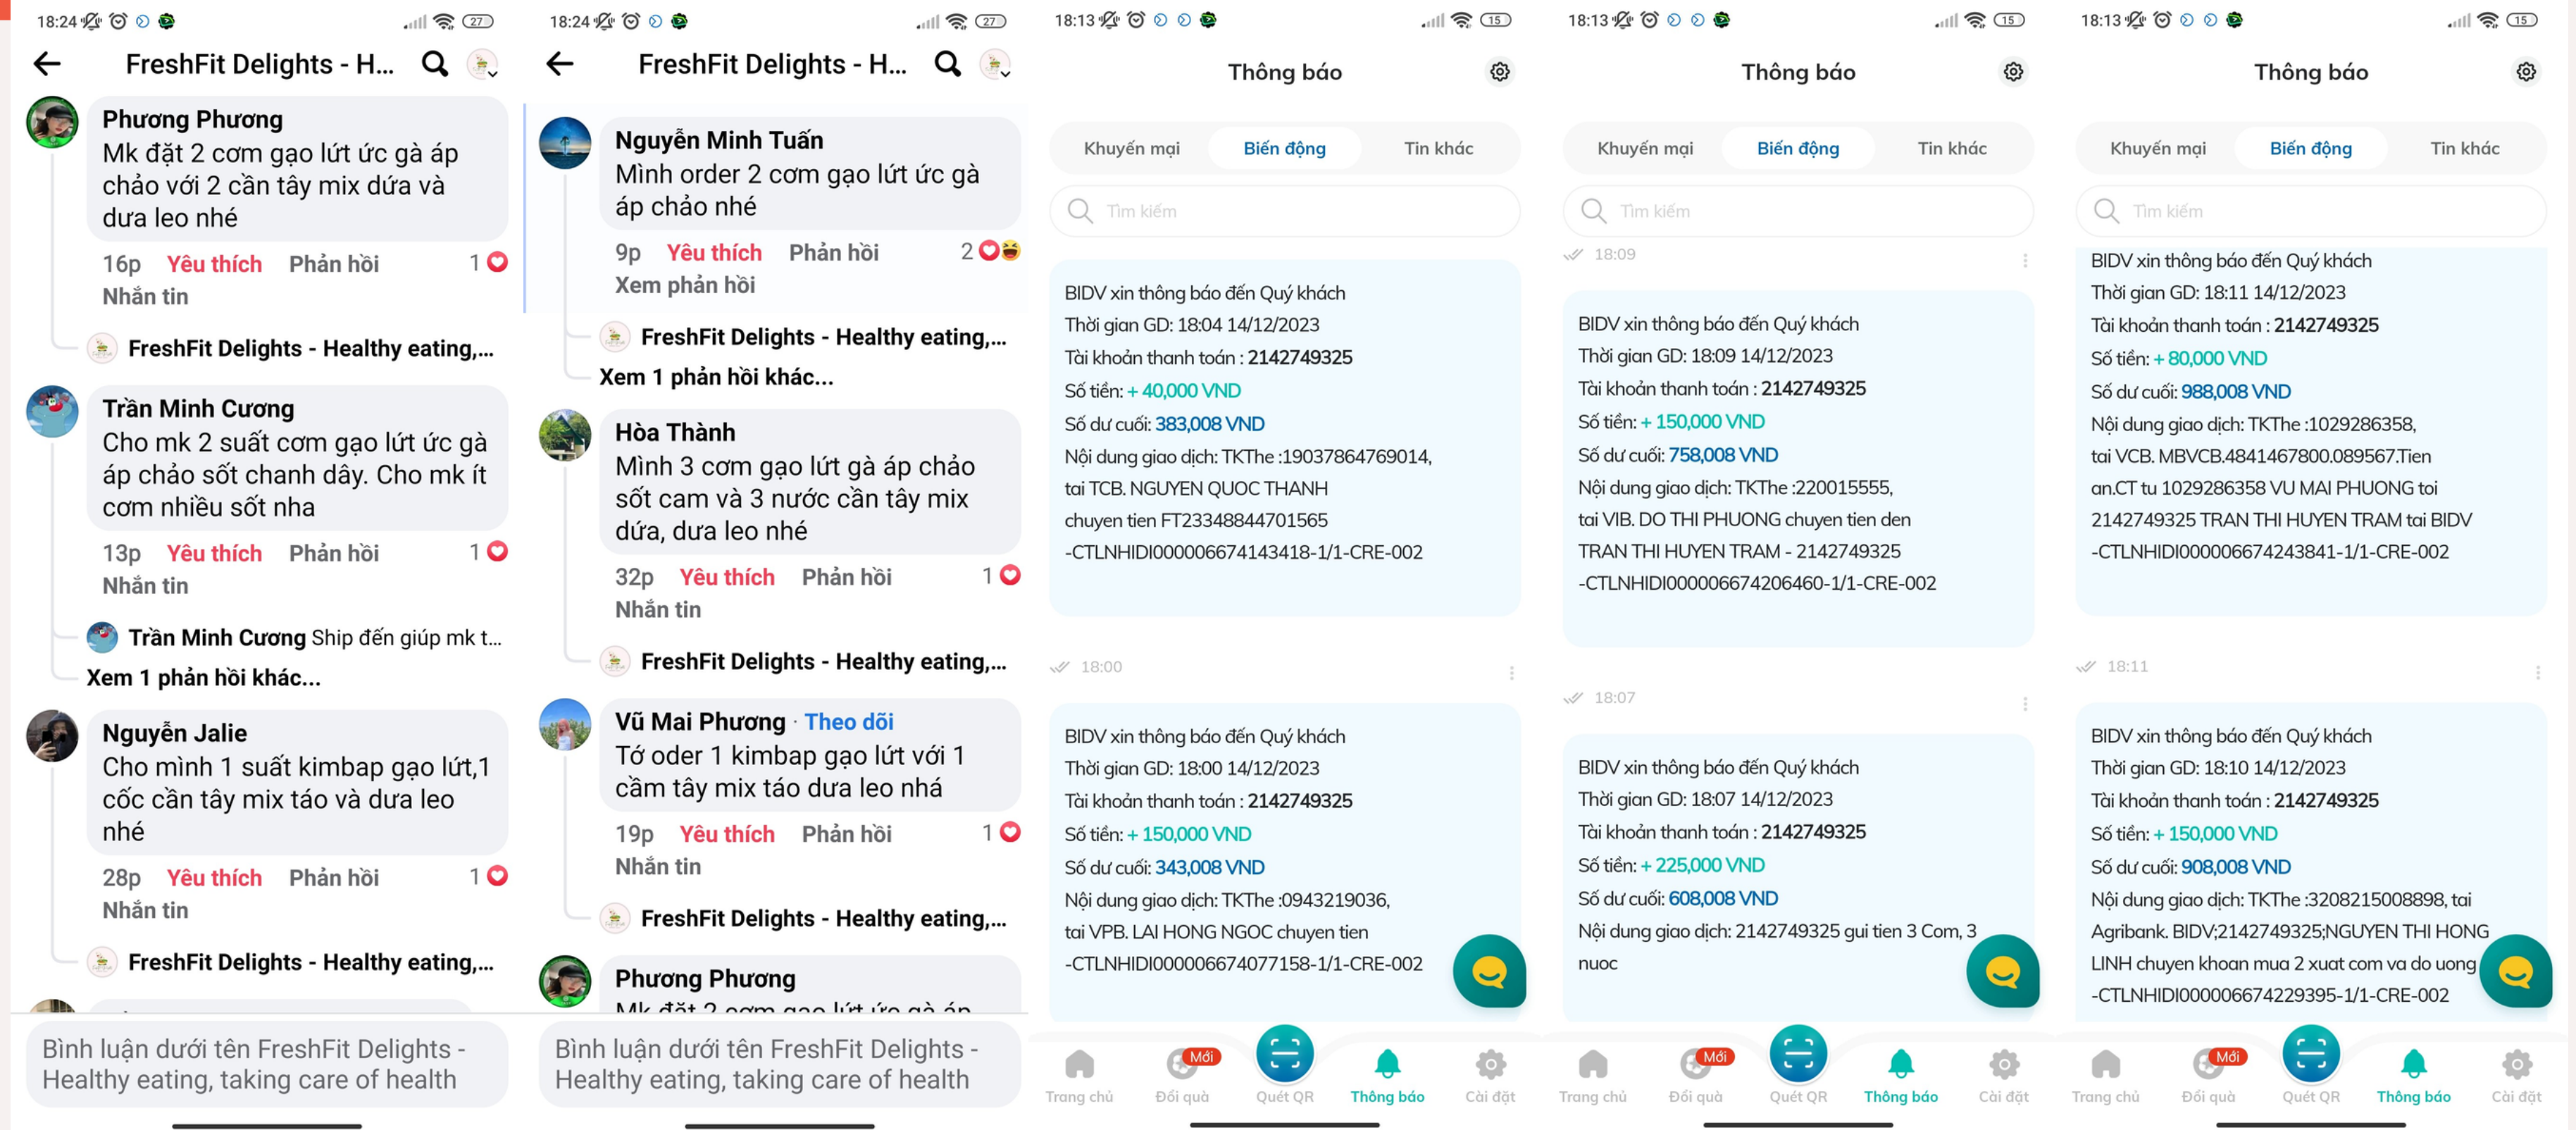 18:24
27
FreshFit Delights - H...
Phương Phương
Mk đặt 2 cơm gạo lứt ức gà áp
chảo với 2 cần tây mix dứa và
dưa leo nhé
16p Yêu thích Phản hồi 1
Nhắn tin
FreshFit Delights - Healthy eating,...
Trần Minh Cương
Cho mk 2 suất cơm gạo lứt ức gà
áp chảo sốt chanh dây. Cho mk ít
cơm nhiều sốt nha
13p Yêu thích Phản hồi 1
Nhắn tin
Trần Minh Cương Ship đến giúp mk t...
Xem 1 phản hồi khác...
Nguyễn Jalie
Cho mình 1 suất kimbap gạo lứt,1
cốc cần tây mix táo và dưa leo
nhé
28p Yêu thích Phản hồi 1
Nhắn tin
FreshFit Delights - Healthy eating,...
Bình luận dưới tên FreshFit Delights -
Healthy eating, taking care of health
18:24
27
FreshFit Delights - H...
Nguyễn Minh Tuấn
Mình order 2 cơm gạo lứt ức gà
áp chảo nhé
9p Yêu thích Phản hồi 2
Xem phản hồi
FreshFit Delights - Healthy eating,...
Xem 1 phản hồi khác...
Hòa Thành
Mình 3 cơm gạo lứt gà áp chảo
sốt cam và 3 nước cần tây mix
dứa, dưa leo nhé
32p Yêu thích Phản hồi 1
Nhắn tin
FreshFit Delights - Healthy eating,...
Vũ Mai Phương · Theo dõi
Tớ oder 1 kimbap gạo lứt với 1
cầm tây mix táo dưa leo nhá
19p Yêu thích Phản hồi 1
Nhắn tin
FreshFit Delights - Healthy eating,...
Phương Phương
Mk đặt 2 cơm gạo lứt ức gà áp
Bình luận dưới tên FreshFit Delights -
Healthy eating, taking care of health
18:13
15
Thông báo
Khuyến mại Biến động Tin khác
Tìm kiếm
BIDV xin thông báo đến Quý khách
Thời gian GD: 18:04 14/12/2023
Tài khoản thanh toán : 2142749325
Số tiền: + 40,000 VND
Số dư cuối: 383,008 VND
Nội dung giao dịch: TKThe :19037864769014,
tai TCB. NGUYEN QUOC THANH
chuyen tien FT23348844701565
-CTLNHIDI000006674143418-1/1-CRE-002
18:00
BIDV xin thông báo đến Quý khách
Thời gian GD: 18:00 14/12/2023
Tài khoản thanh toán : 2142749325
Số tiền: + 150,000 VND
Số dư cuối: 343,008 VND
Nội dung giao dịch: TKThe :0943219036,
tai VPB. LAI HONG NGOC chuyen tien
-CTLNHIDI000006674077158-1/1-CRE-002
Mới
Trang chủ Đổi quà Quét QR Thông báo Cài đặt
18:13
15
Thông báo
Khuyến mại Biến động Tin khác
Tìm kiếm
18:09
BIDV xin thông báo đến Quý khách
Thời gian GD: 18:09 14/12/2023
Tài khoản thanh toán : 2142749325
Số tiền: + 150,000 VND
Số dư cuối: 758,008 VND
Nội dung giao dịch: TKThe :220015555,
tai VIB. DO THI PHUONG chuyen tien den
TRAN THI HUYEN TRAM - 2142749325
-CTLNHIDI000006674206460-1/1-CRE-002
18:07
BIDV xin thông báo đến Quý khách
Thời gian GD: 18:07 14/12/2023
Tài khoản thanh toán : 2142749325
Số tiền: + 225,000 VND
Số dư cuối: 608,008 VND
Nội dung giao dịch: 2142749325 gui tien 3 Com, 3
nuoc
Mới
Trang chủ Đổi quà Quét QR Thông báo Cài đặt
18:13
15
Thông báo
Khuyến mại Biến động Tin khác
Tìm kiếm
BIDV xin thông báo đến Quý khách
Thời gian GD: 18:11 14/12/2023
Tài khoản thanh toán : 2142749325
Số tiền: + 80,000 VND
Số dư cuối: 988,008 VND
Nội dung giao dịch: TKThe :1029286358,
tai VCB. MBVCB.4841467800.089567.Tien
an.CT tu 1029286358 VU MAI PHUONG toi
2142749325 TRAN THI HUYEN TRAM tai BIDV
-CTLNHIDI000006674243841-1/1-CRE-002
18:11
BIDV xin thông báo đến Quý khách
Thời gian GD: 18:10 14/12/2023
Tài khoản thanh toán : 2142749325
Số tiền: + 150,000 VND
Số dư cuối: 908,008 VND
Nội dung giao dịch: TKThe :3208215008898, tai
Agribank. BIDV;2142749325;NGUYEN THI HONG
LINH chuyen khoan mua 2 xuat com va do uong
-CTLNHIDI000006674229395-1/1-CRE-002
Mới
Trang chủ Đổi quà Quét QR Thông báo Cài đặt